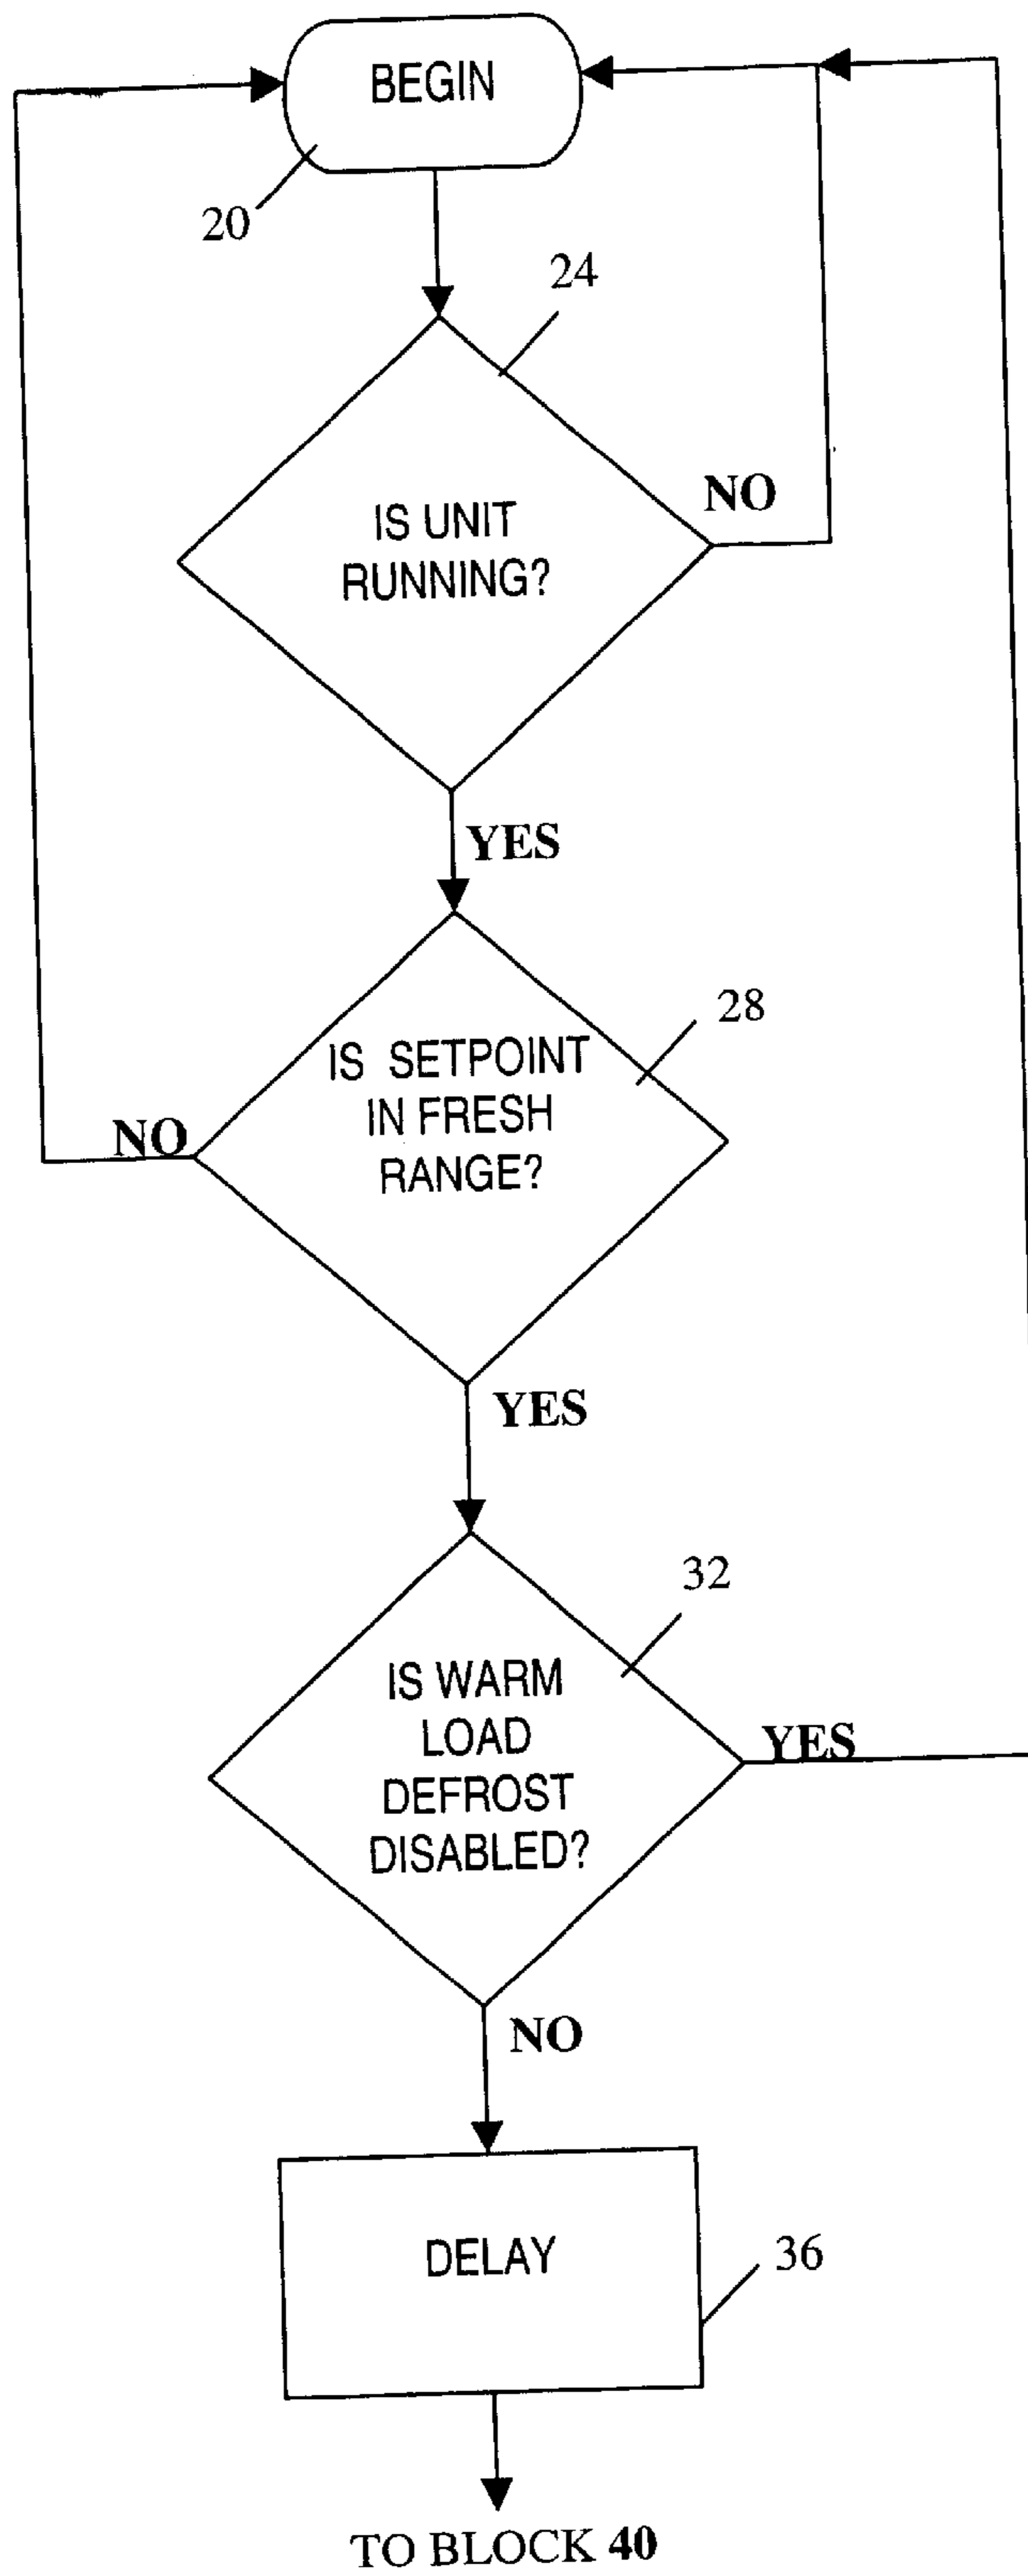 BEGIN
20
24
IS UNIT
RUNNING?
NO
YES
28
IS SETPOINT
IN FRESH
RANGE?
NO
YES
32
IS WARM
LOAD
DEFROST
DISABLED?
YES
NO
DELAY
36
TO BLOCK 40